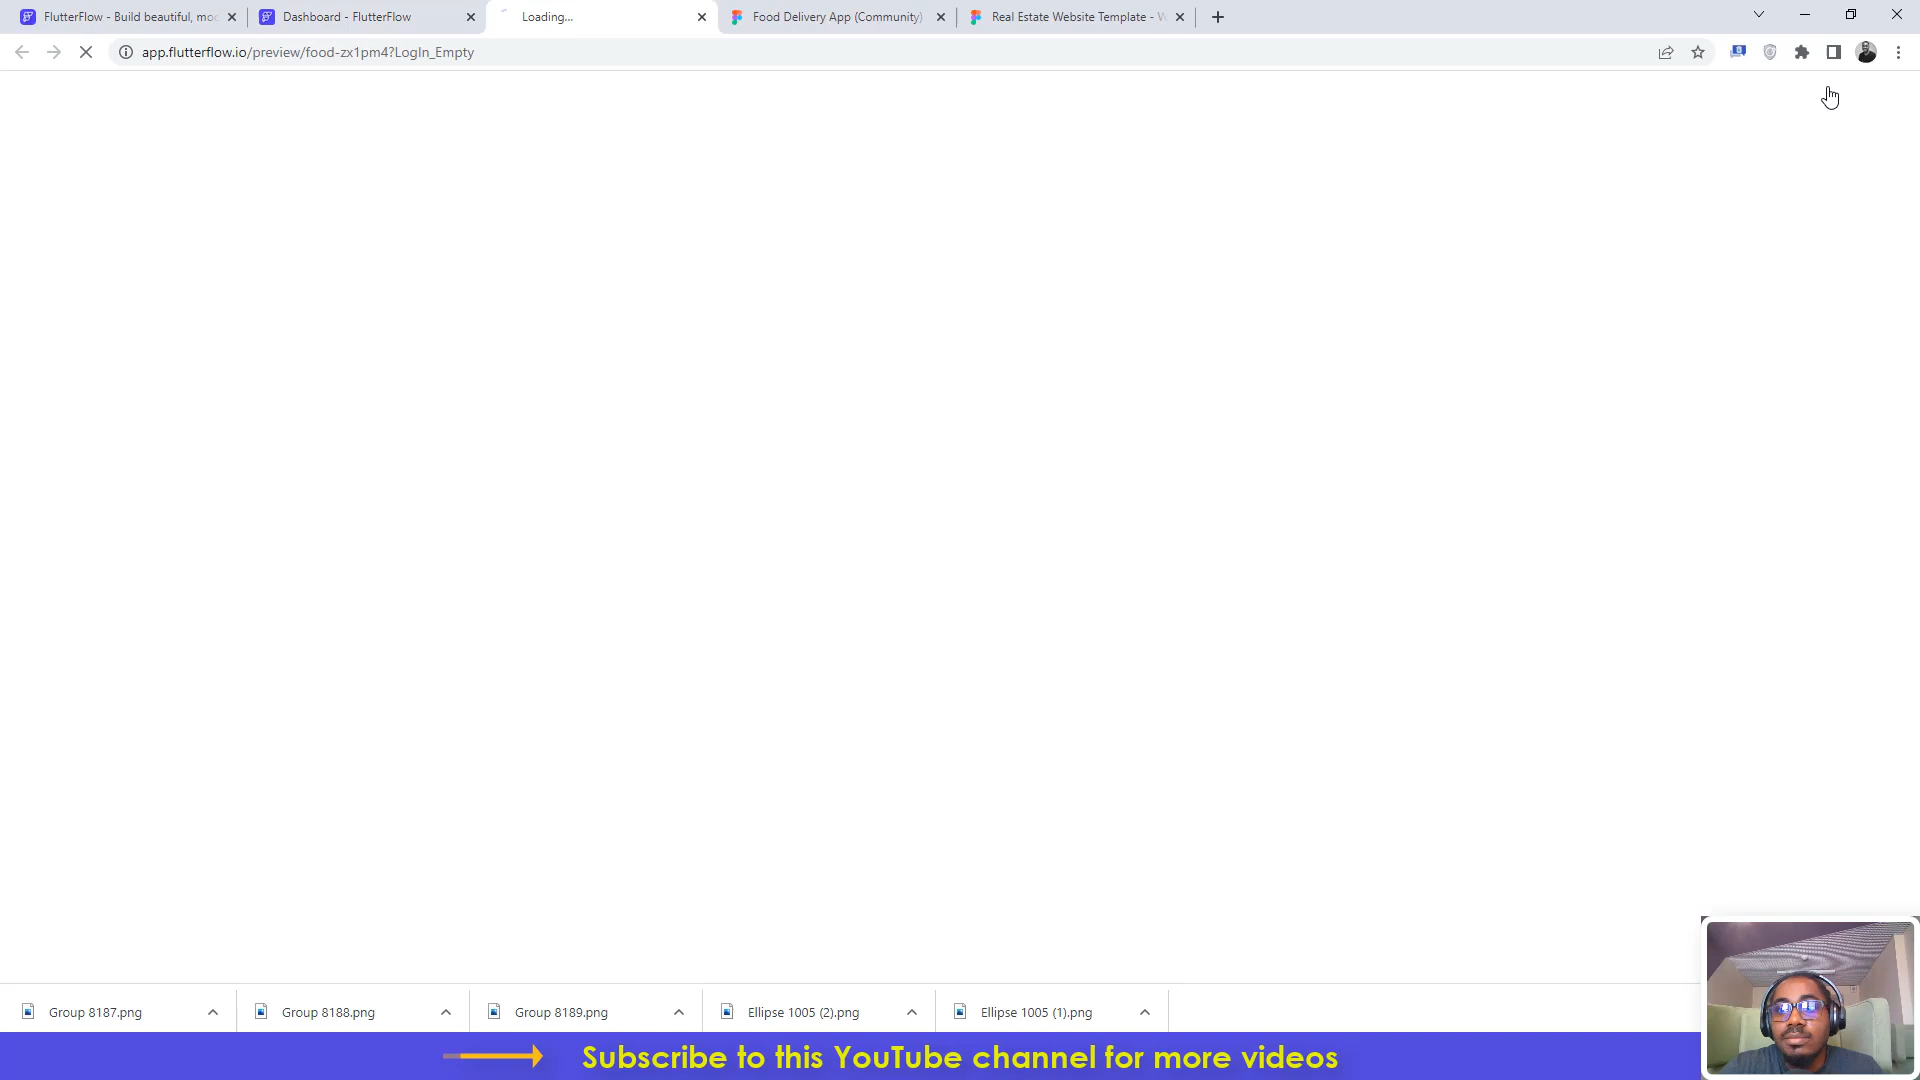 FlutterFlow - Build beautiful, mod
Dashboard - FlutterFlow
Loading...
Food Delivery App (Community)
Real Estate Website Template - W
app.flutterflow.io/preview/food-zx1pm4?LogIn_Empty
Group 8187.png
Group 8188.png
Group 8189.png
Ellipse 1005 (2).png
Ellipse 1005 (1).png
Subscribe to this YouTube channel for more videos